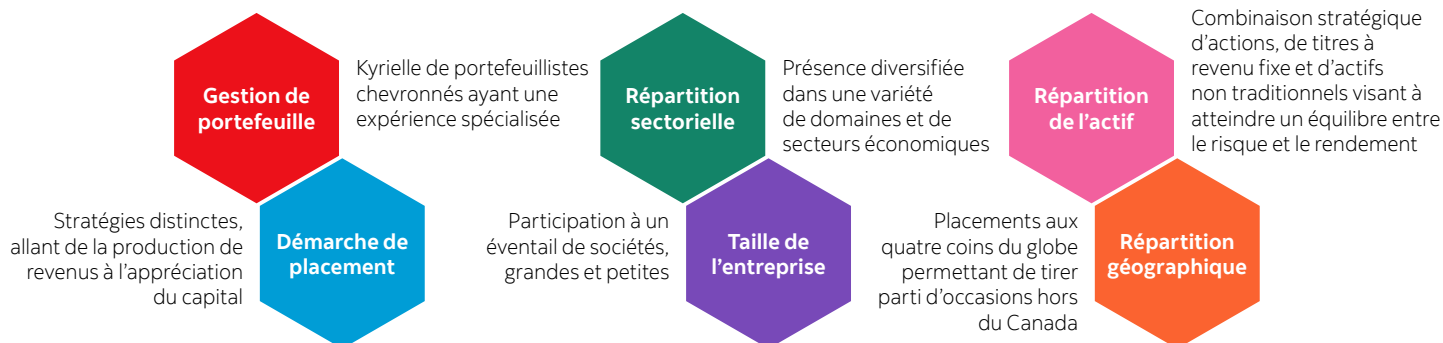 Gestion de
portefeuille
Kyrielle de portefeuillistes
chevronnés ayant une
expérience spécialisée
Stratégies distinctes,
allant de la production de
revenus à l’appréciation
du capital
Démarche de
placement
Répartition
sectorielle
Présence diversifiée
dans une variété
de domaines et de
secteurs économiques
Participation à un
éventail de sociétés,
grandes et petites
Taille de
l’entreprise
Répartition
de l’actif
Combinaison stratégique
d’actions, de titres à
revenu fixe et d’actifs
non traditionnels visant à
atteindre un équilibre entre
le risque et le rendement
Placements aux
quatre coins du globe
permettant de tirer
parti d’occasions hors
du Canada
Répartition
géographique